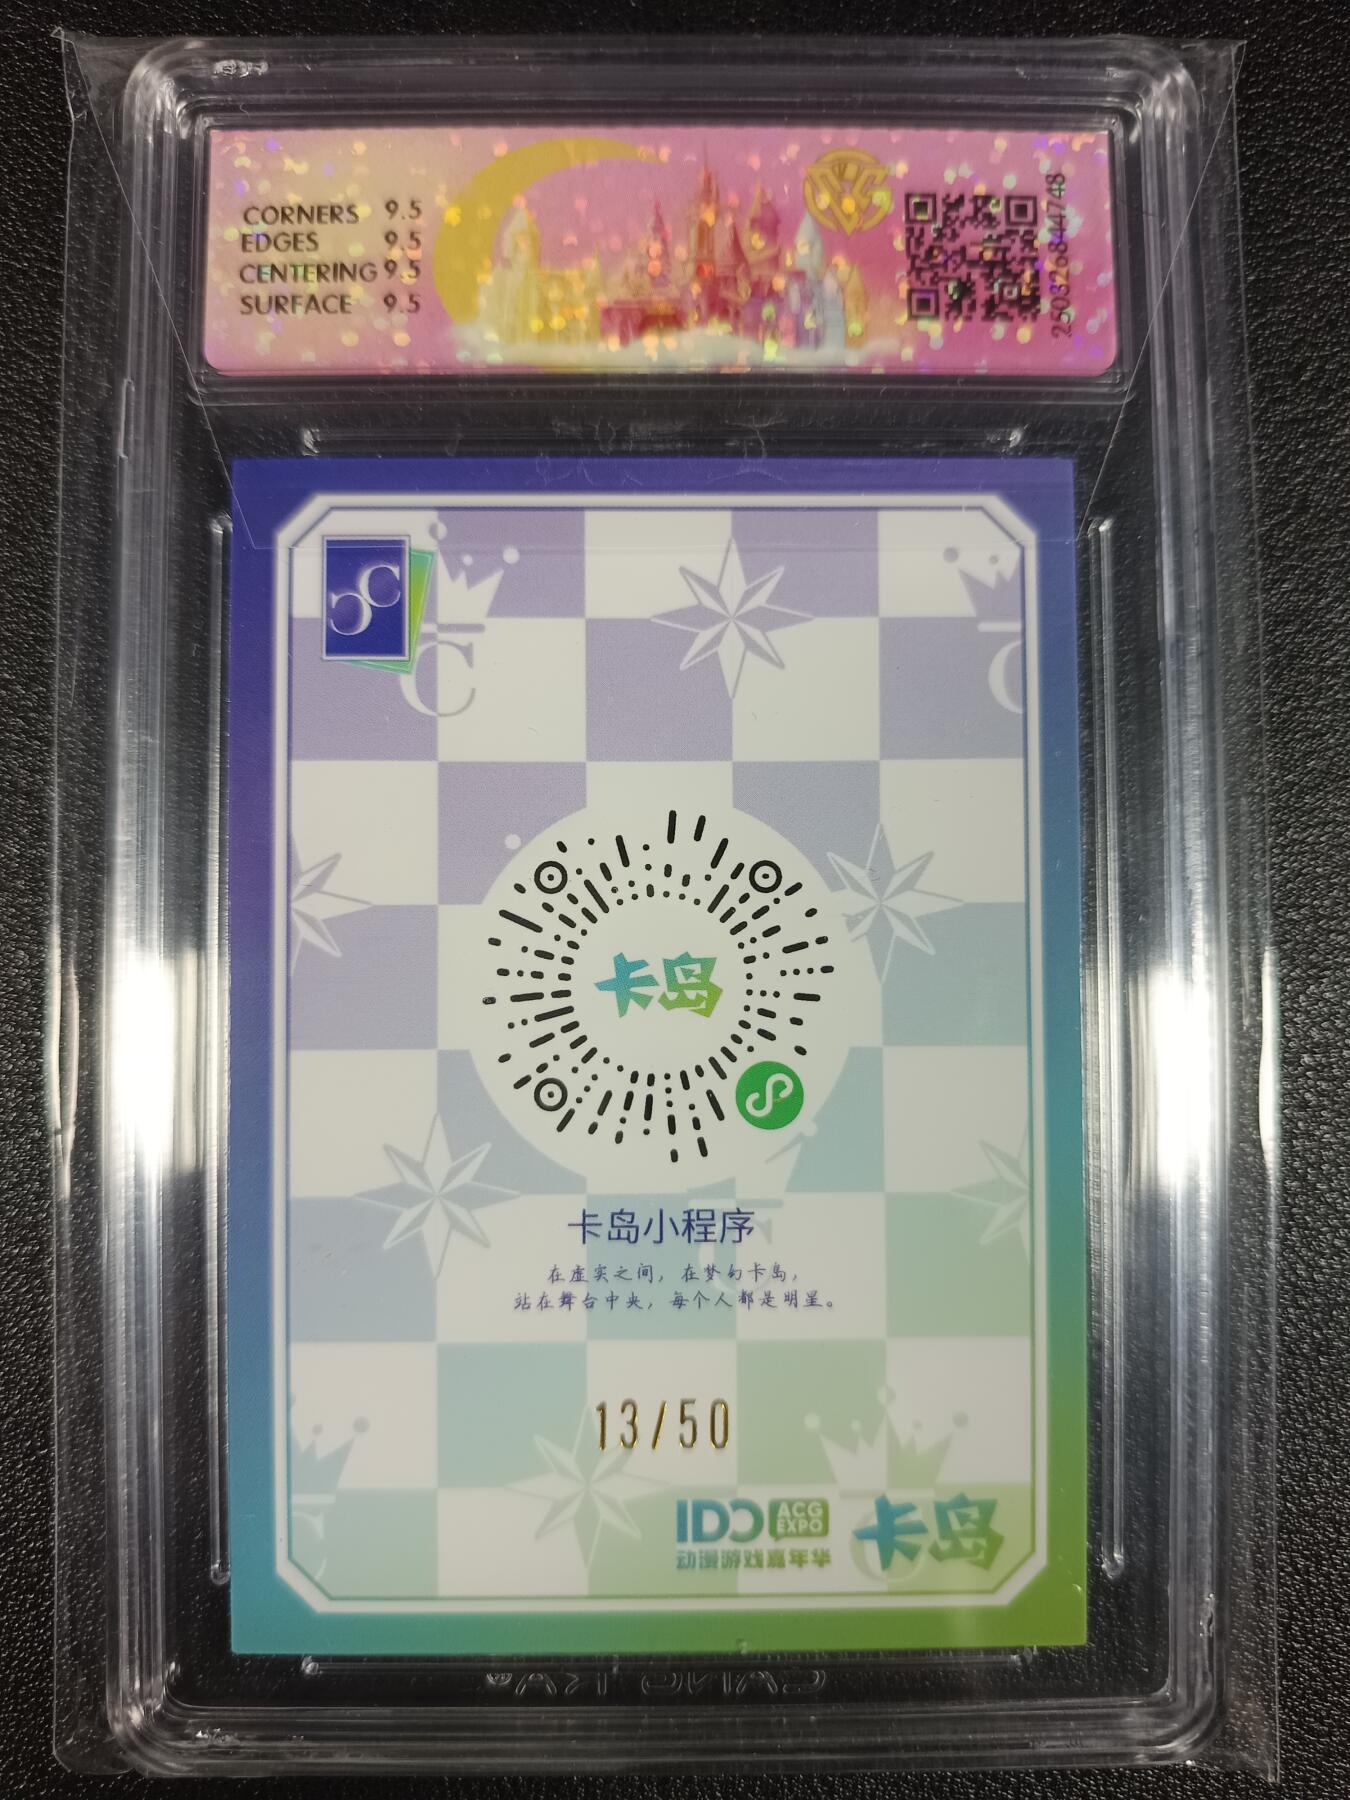 CORNERS 9.5
EDGES 9.5
CENTERING 9.5
SURFACE 9.5
250326844748
C
C
卡岛
卡岛小程序
在虚实之间，在梦幻卡岛，
站在舞台中央，每个人都是明星。
13/50
IDO ACG EXPO
动漫游戏嘉年华
卡岛